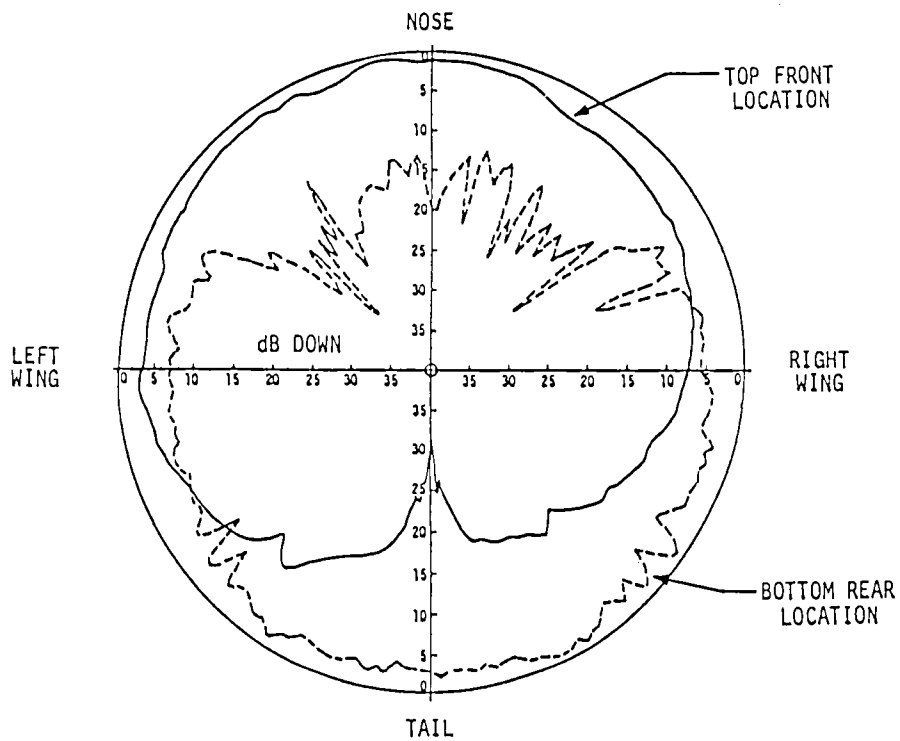 NOSE
0
5
10
15
20
25
30
35
TOP FRONT
LOCATION
dB DOWN
LEFT
WING
0 5 10 15 20 25 30 35
35 30 25 20 15 10 5 0
RIGHT
WING
35
30
25
20
15
10
5
0
BOTTOM REAR
LOCATION
TAIL